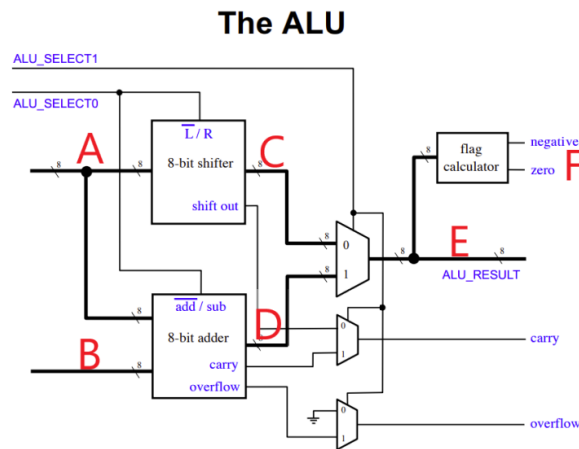 The ALU
ALU_SELECT1
ALU_SELECT0
L / R
8-bit shifter
shift out
A
8
8
C
8
flag
calculator
8
negative
zero
F
8
0
8
1
8
E
8
ALU_RESULT
add / sub
8-bit adder
carry
overflow
8
B
8
D
8
0
1
carry
0
1
overflow